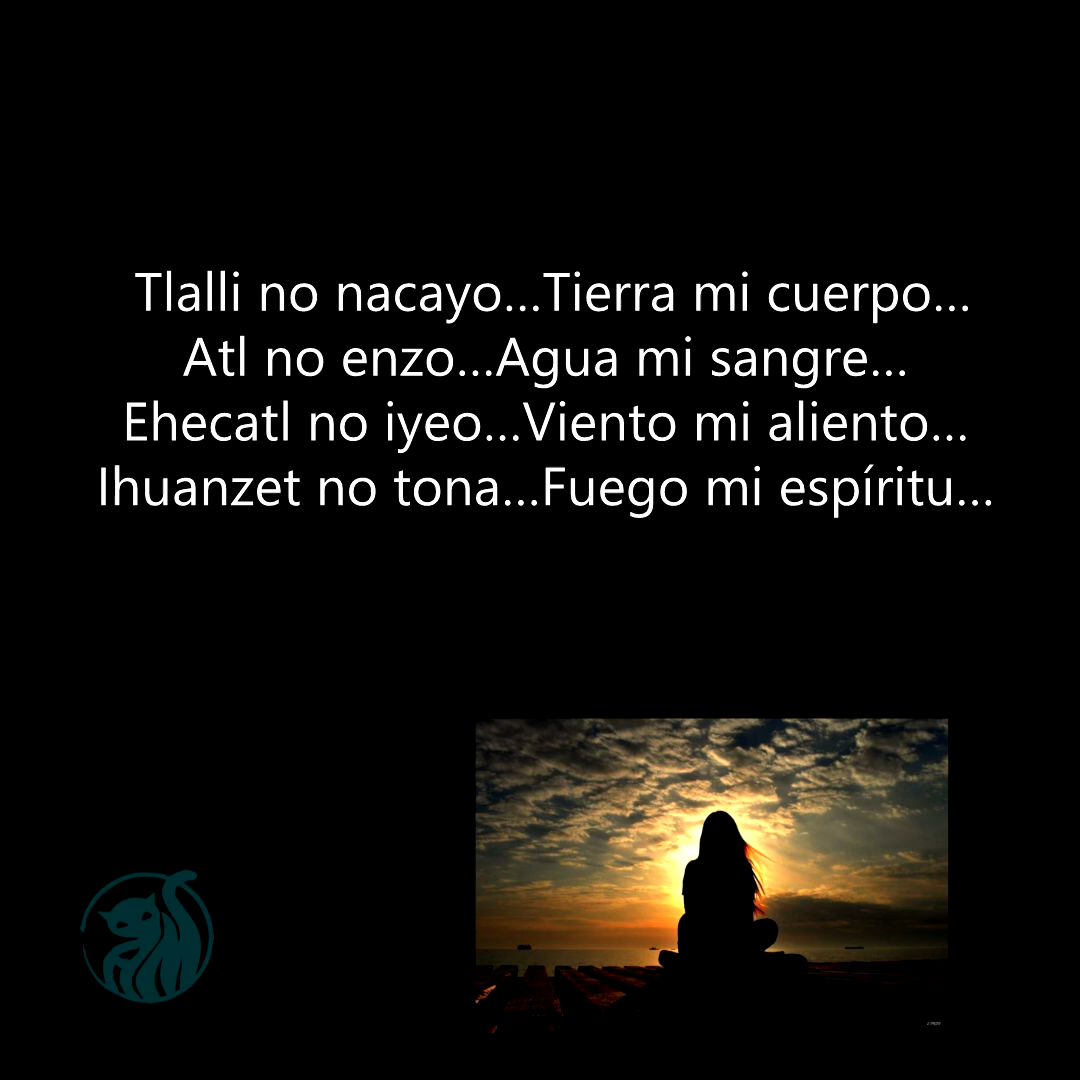 Tlalli no nacayo...Tierra mi cuerpo...
Atl no enzo...Agua mi sangre...
Ehecatl no iyeo...Viento mi aliento...
Ihuanzet no tona...Fuego mi espíritu...